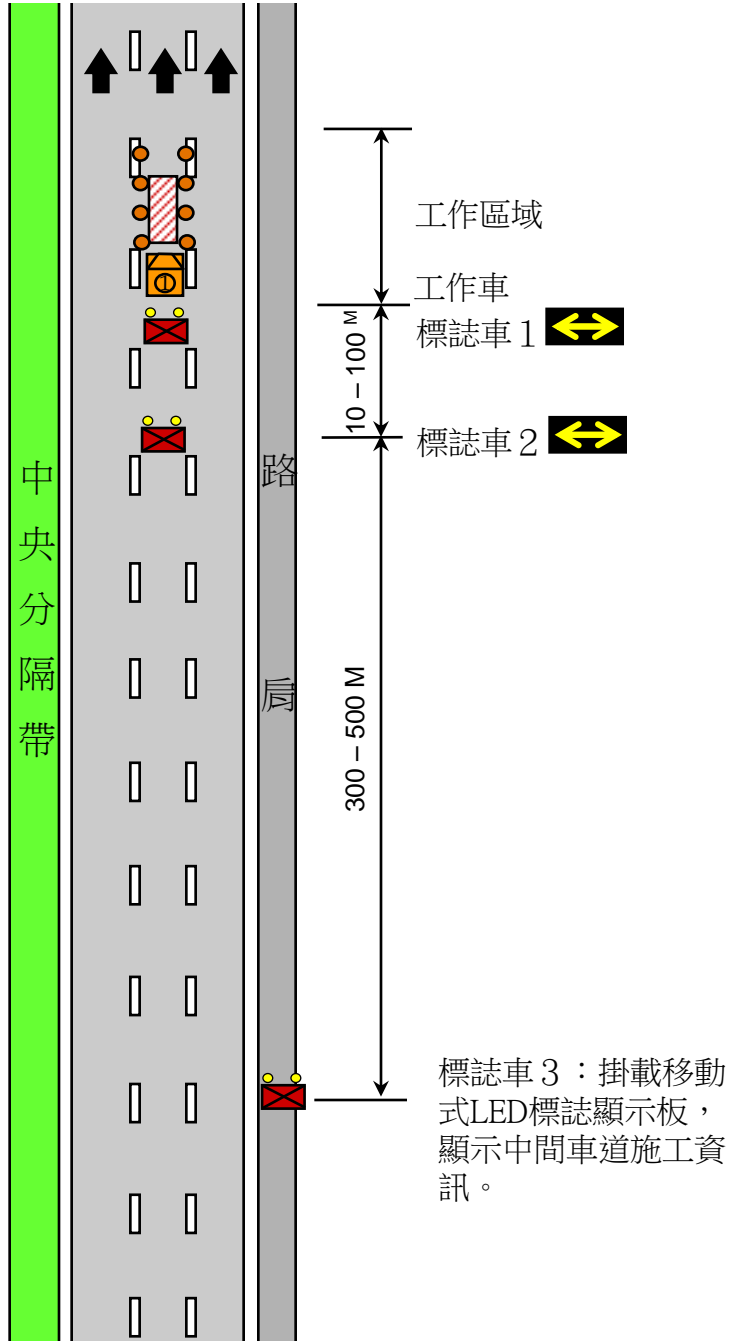 工作區域
①
工作車
標誌車１
10 – 100 M
標誌車２
中央分隔帶
路肩
300 – 500 M
標誌車３：掛載移動
式LED標誌顯示板，
顯示中間車道施工資
訊。